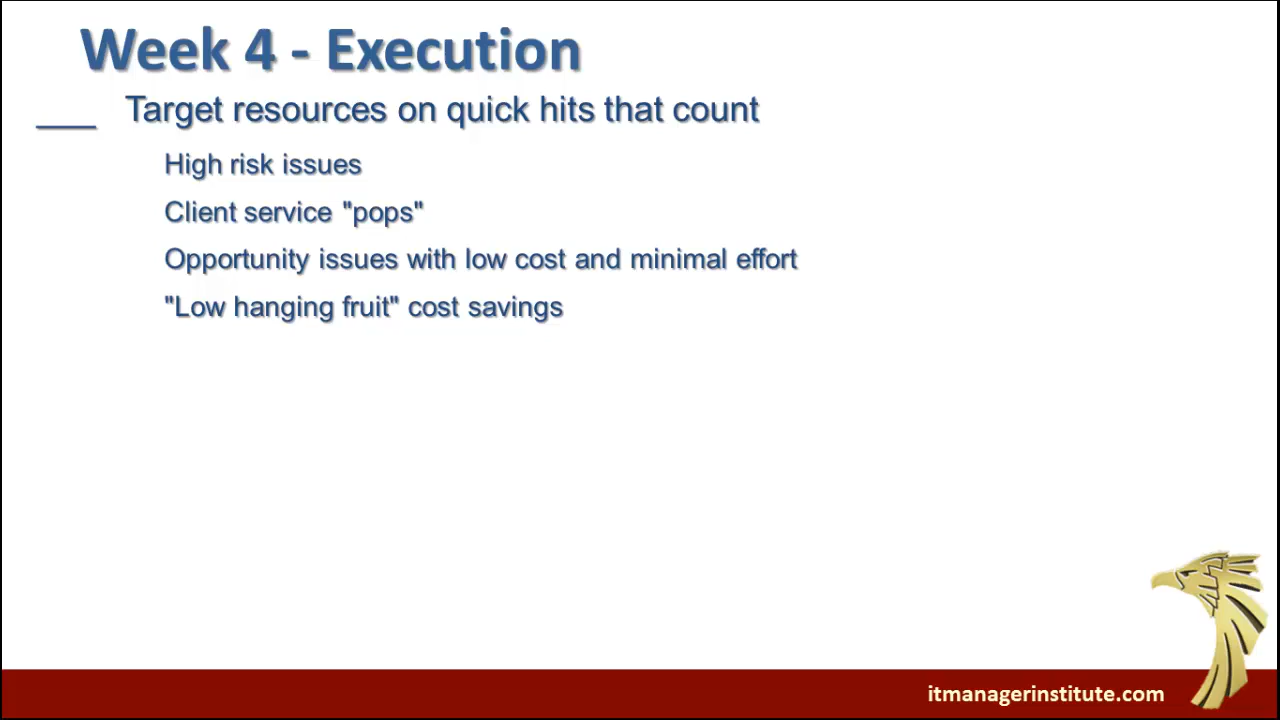 Week 4 - Execution
___ Target resources on quick hits that count
High risk issues
Client service "pops"
Opportunity issues with low cost and minimal effort
"Low hanging fruit" cost savings
itmanagerinstitute.com